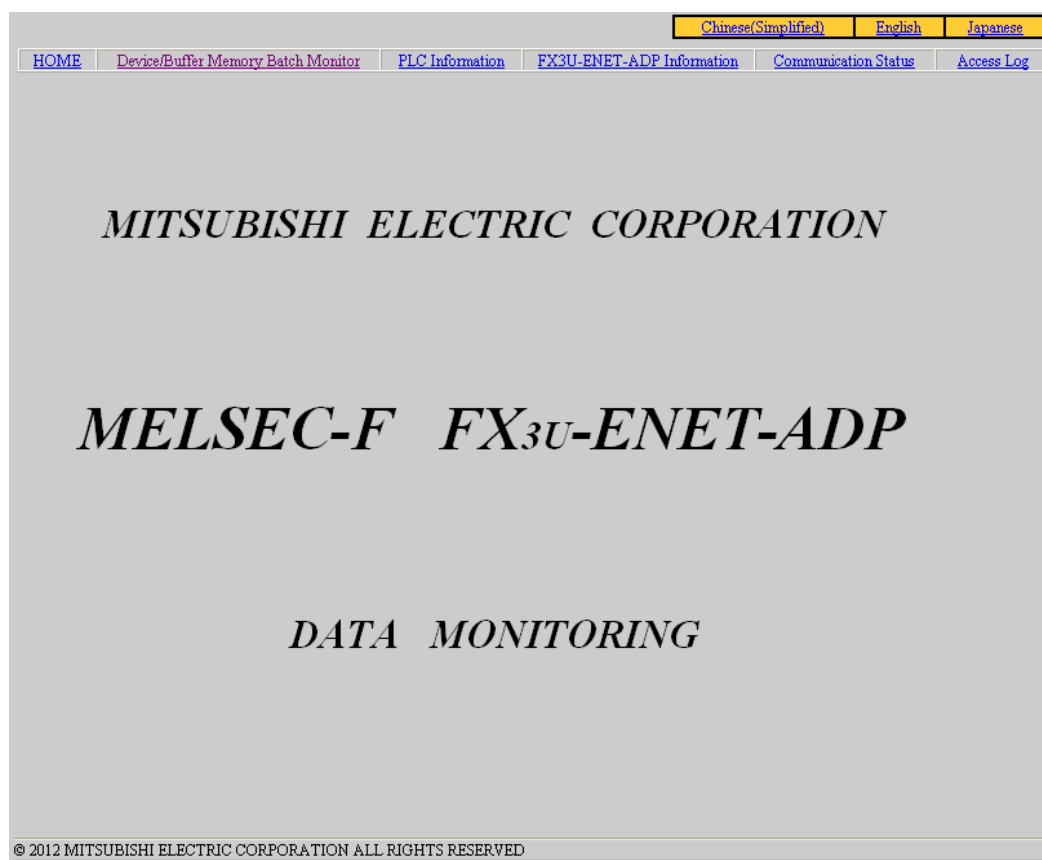 Chinese(Simplified) English Japanese
HOME Device/Buffer Memory Batch Monitor PLC Information FX3U-ENET-ADP Information Communication Status Access Log
MITSUBISHI ELECTRIC CORPORATION
MELSEC-F FX3U-ENET-ADP
DATA MONITORING
© 2012 MITSUBISHI ELECTRIC CORPORATION ALL RIGHTS RESERVED